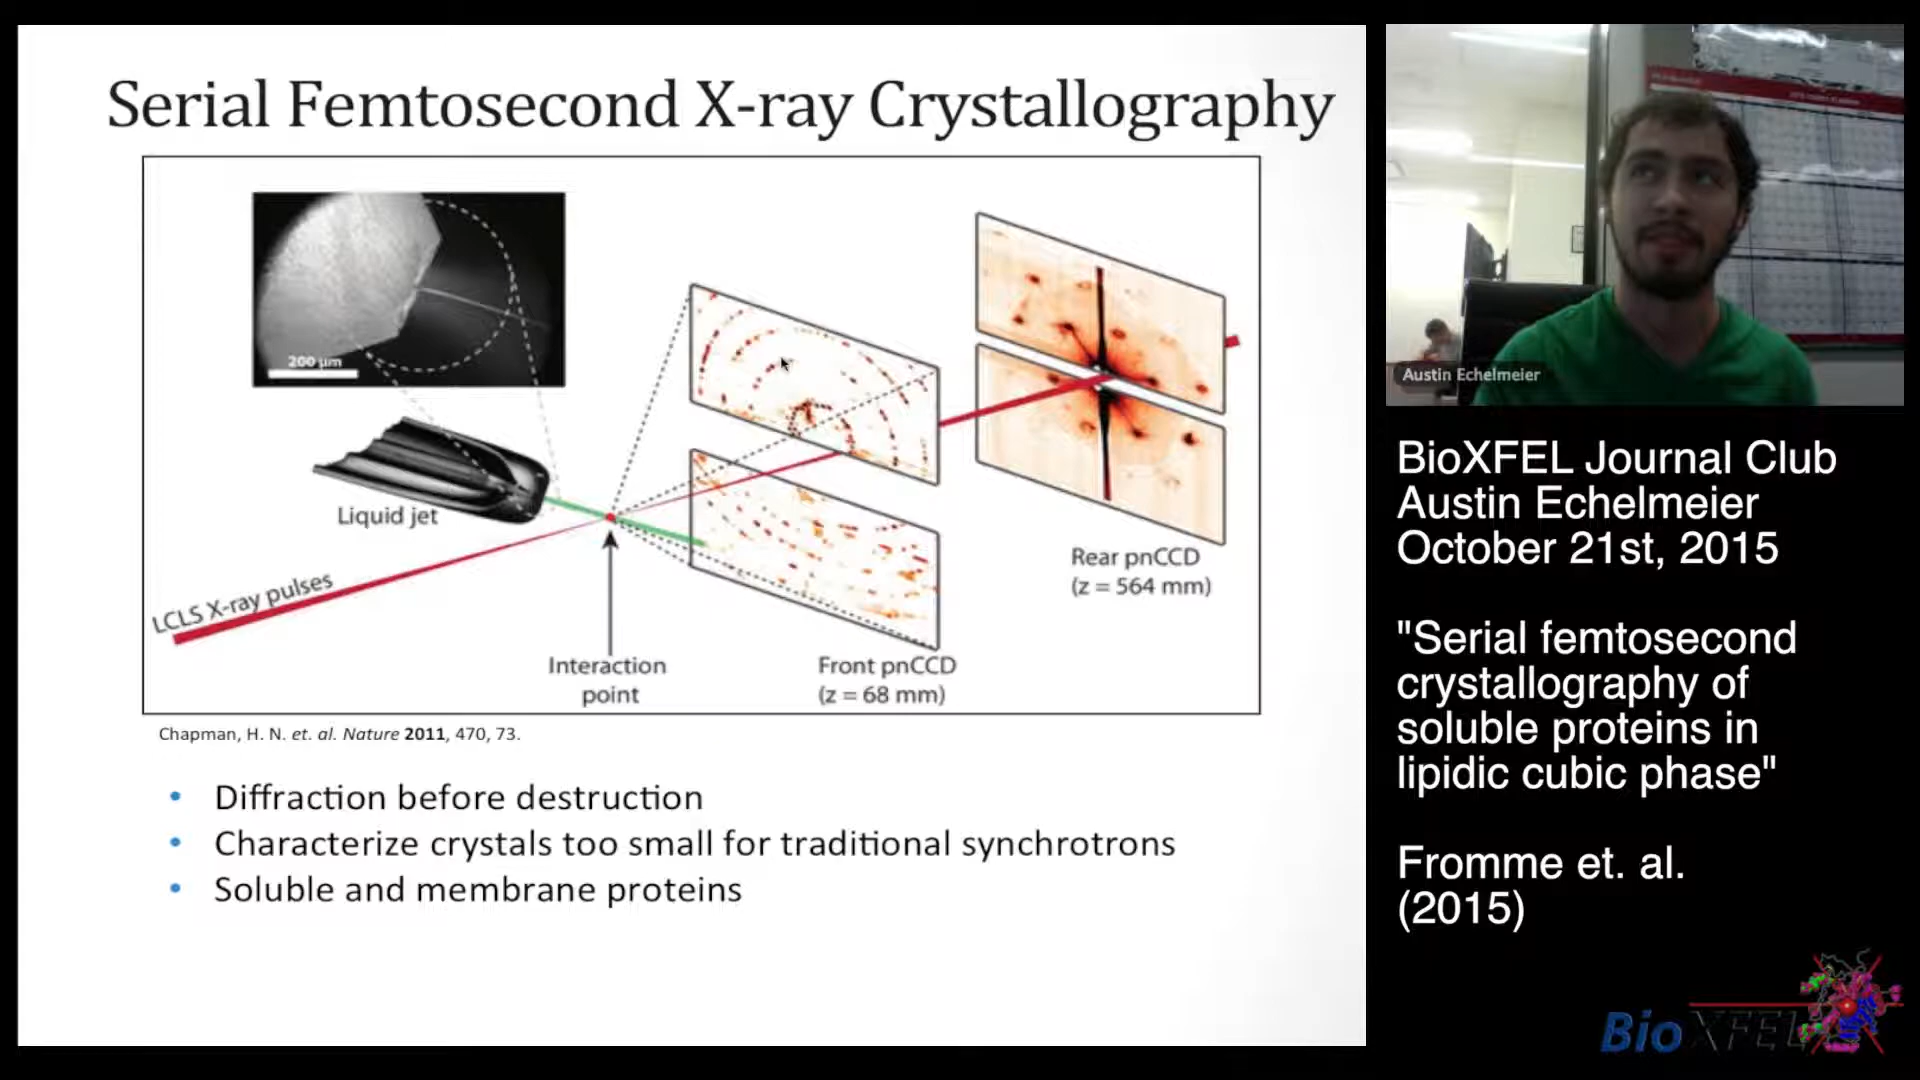 Serial Femtosecond X-ray Crystallography
200 µm
Liquid jet
LCLS X-ray pulses
Interaction
point
Front pnCCD
(z = 68 mm)
Rear pnCCD
(z = 564 mm)
Chapman, H. N. et. al. Nature 2011, 470, 73.
• Diffraction before destruction
• Characterize crystals too small for traditional synchrotrons
• Soluble and membrane proteins
Austin Echelmeier
BioXFEL Journal Club
Austin Echelmeier
October 21st, 2015
"Serial femtosecond
crystallography of
soluble proteins in
lipidic cubic phase"
Fromme et. al.
(2015)
BioXFEL